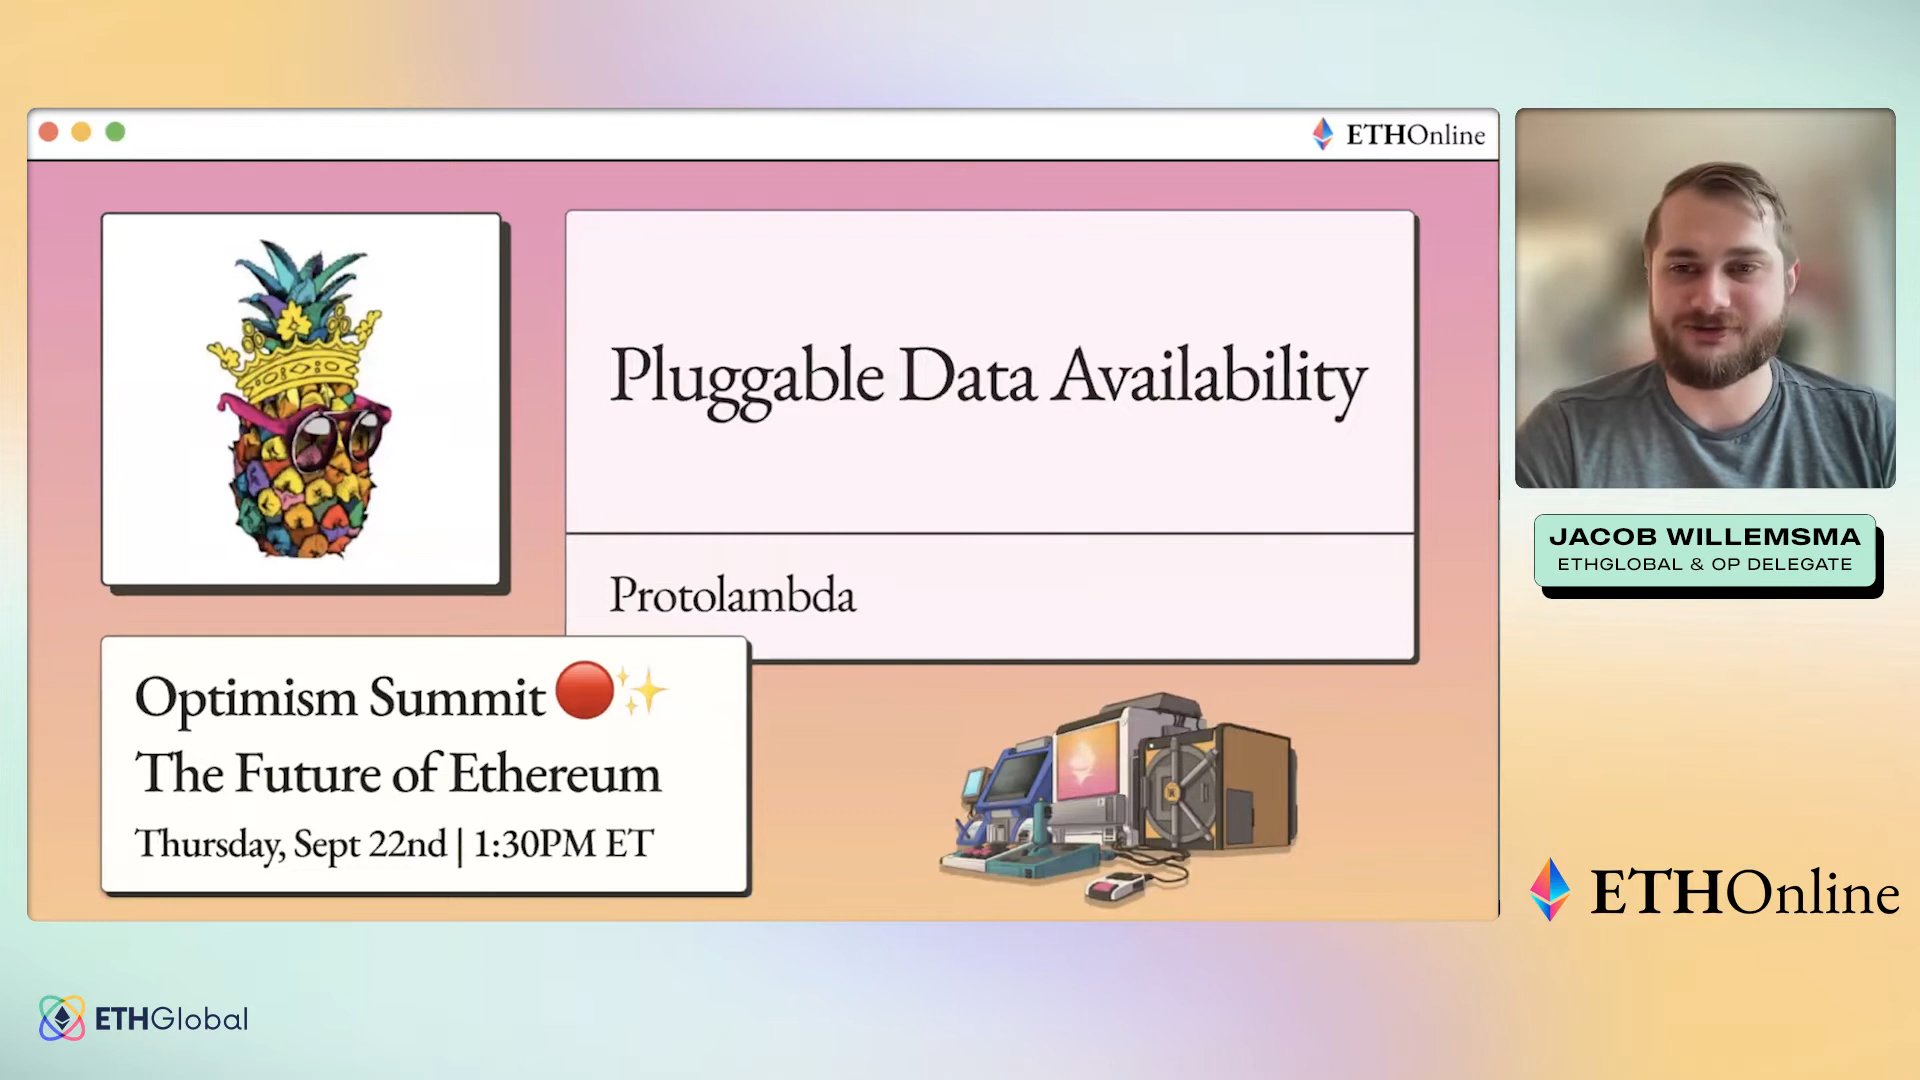 ETHOnline
Pluggable Data Availability
Protolambda
Optimism Summit
The Future of Ethereum
Thursday, Sept 22nd | 1:30PM ET
JACOB WILLEMSMA
ETHGLOBAL & OP DELEGATE
ETHOnline
ETHGlobal